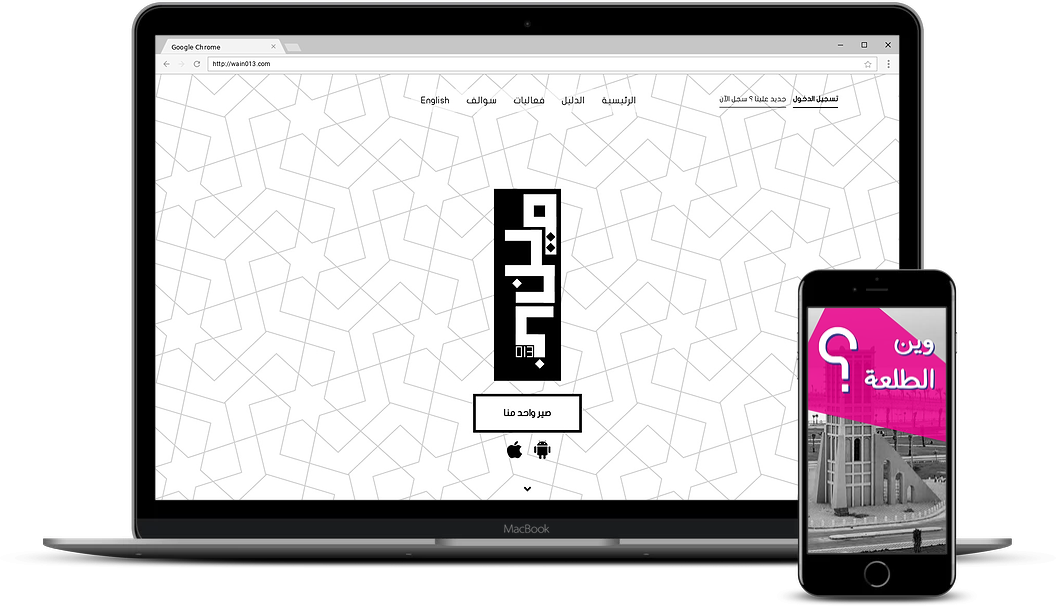 Google Chrome
http://wain013.com
الرئيسية الدليل فعاليات سوالف English
تسجيل الدخول جديد علينا ؟ سجل الآن
013
صير واحد منا
MacBook
وين
الطلعة
؟